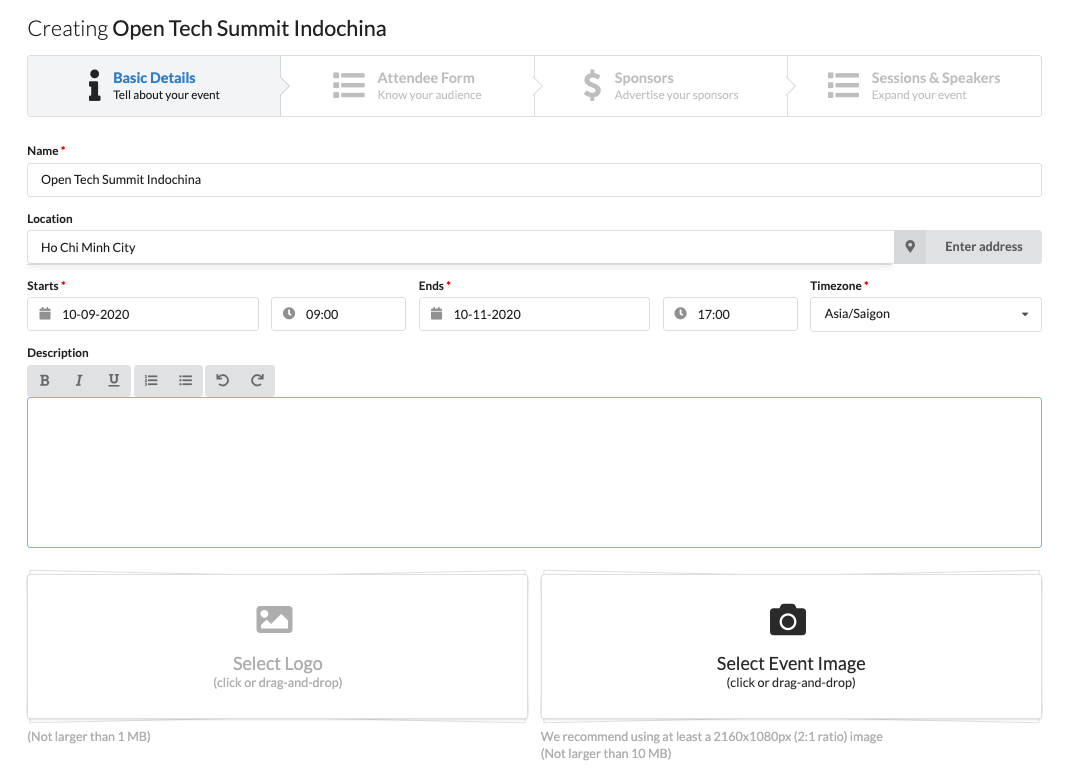 Creating Open Tech Summit Indochina
Basic Details
Tell about your event
Attendee Form
Know your audience
Sponsors
Advertise your sponsors
Sessions & Speakers
Expand your event
Name *
Open Tech Summit Indochina
Location
Ho Chi Minh City
Enter address
Starts * Ends * Timezone *
10-09-2020 09:00 10-11-2020 17:00 Asia/Saigon
Description
B I U
Select Logo
(click or drag-and-drop)
(Not larger than 1 MB)
Select Event Image
(click or drag-and-drop)
We recommend using at least a 2160x1080px (2:1 ratio) image
(Not larger than 10 MB)